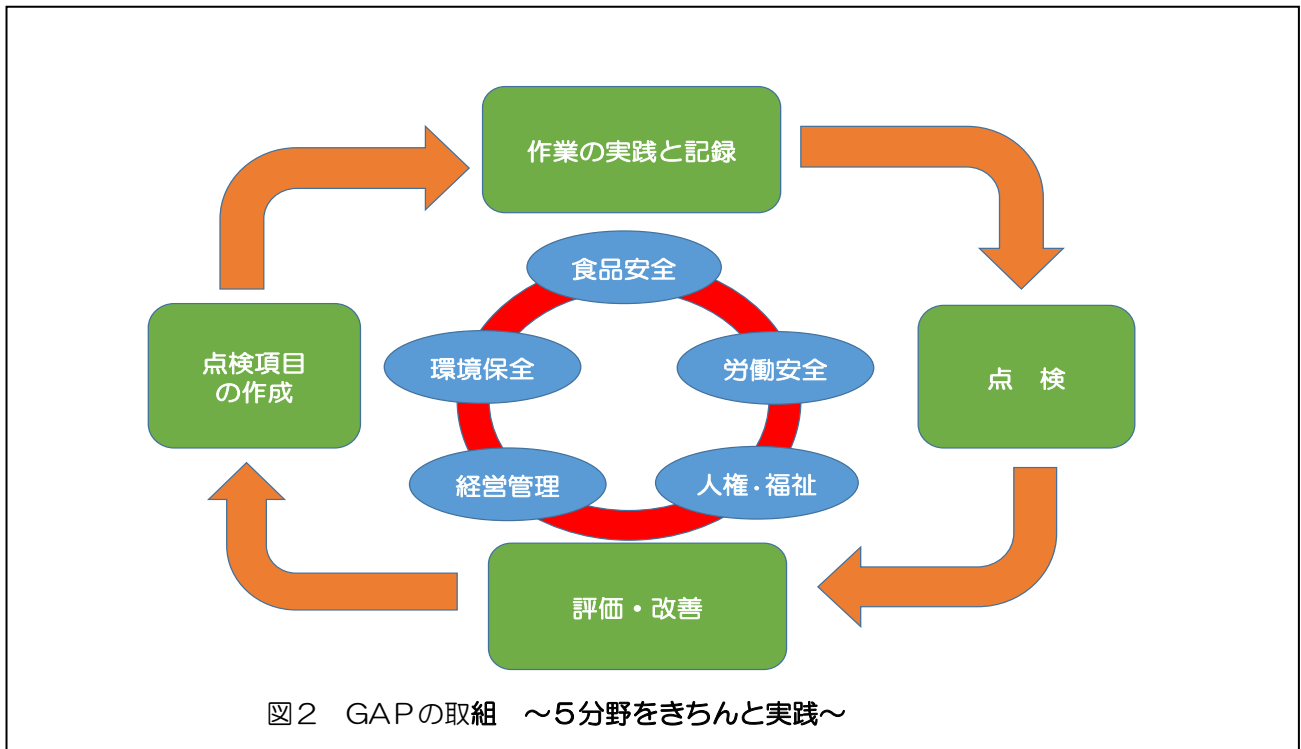 作業の実践と記録
食品安全
環境保全
労働安全
点検項目
の作成
点　検
経営管理
人権・福祉
評価・改善
図２　ＧＡＰの取組　～５分野をきちんと実践～